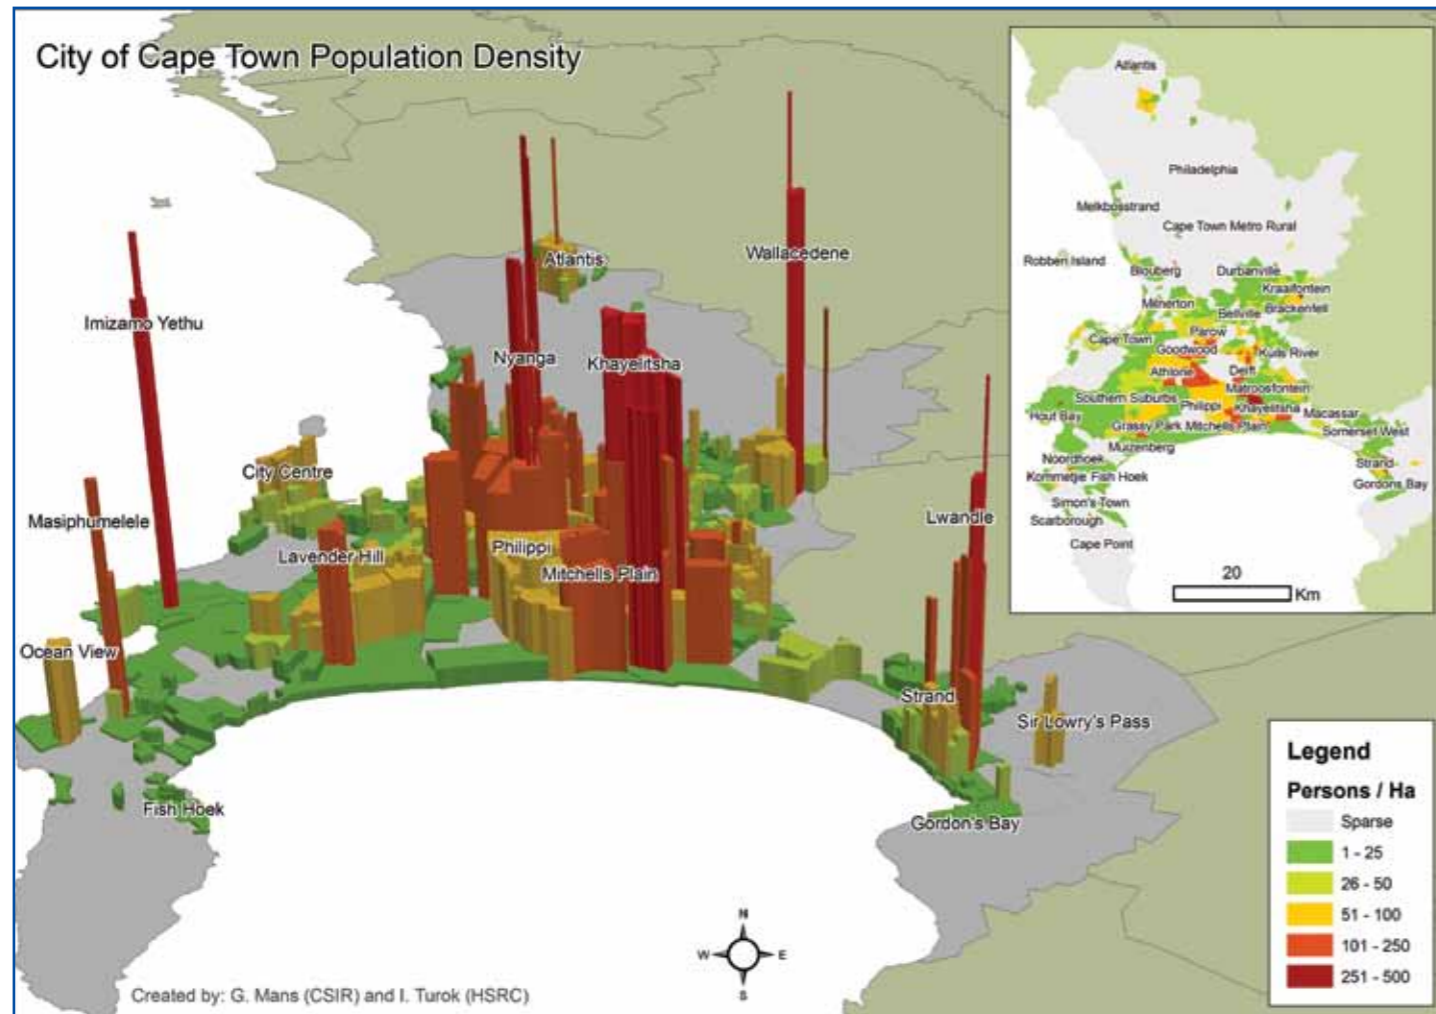 City of Cape Town Population Density
Atlantis
Wallacedene
Imizamo Yethu
Nyanga
Khayelitsha
City Centre
Masiphumelele
Lwandle
Lavender Hill
Philippi
Mitchells Plain
Ocean View
Strand
Sir Lowry's Pass
Fish Hoek
Gordon's Bay
N
W
E
S
Created by: G. Mans (CSIR) and I. Turok (HSRC)
Atlantis
Philadelphia
Melkbosstrand
Cape Town Metro Rural
Robben Island
Blouberg
Durbanville
Kraaifontein
Milnerton
Bellville
Brackenfell
Cape Town
Parow
Goodwood
Kuils River
Athlone
Delft
Matroosfontein
Southern Suburbs
Philippi
Khayelitsha
Hout Bay
Macassar
Grassy Park
Mitchells Plain
Somerset West
Muizenberg
Noordhoek
Strand
Kommetjie
Fish Hoek
Gordons Bay
Simon's Town
Scarborough
Cape Point
20
Km
Legend
Persons / Ha
Sparse
1 - 25
26 - 50
51 - 100
101 - 250
251 - 500